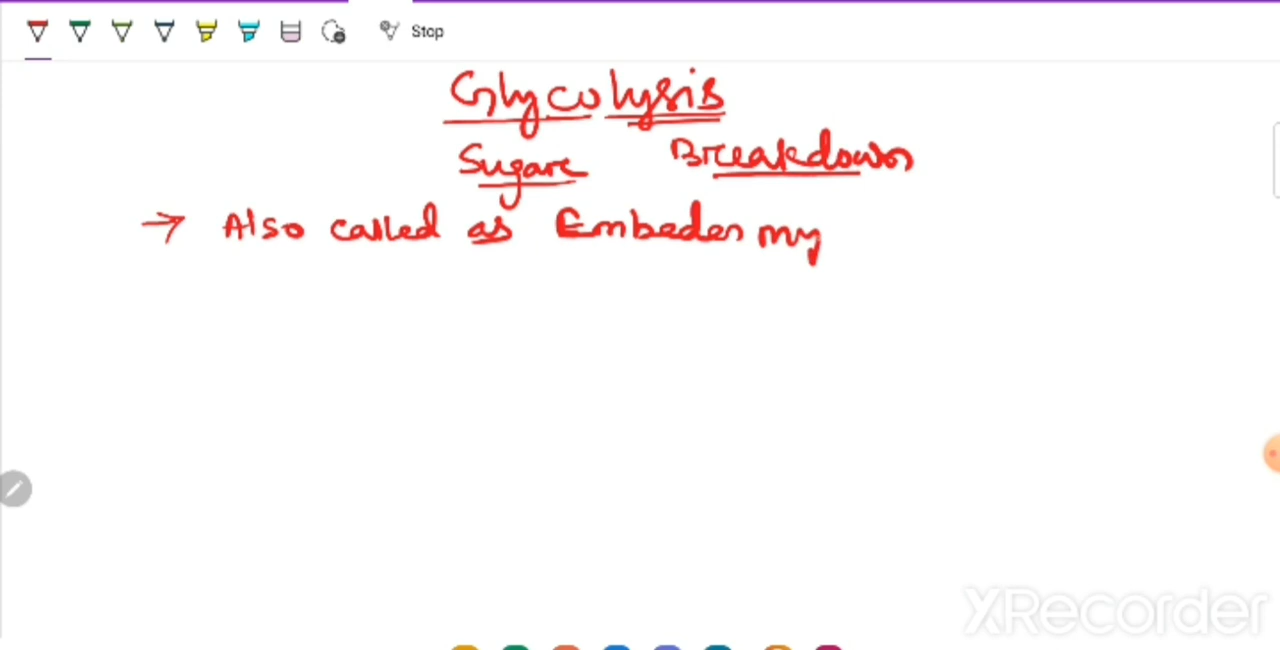 Stop
Glycolysis
Sugar Breakdown
→ Also called as Embeden my
XRecorder